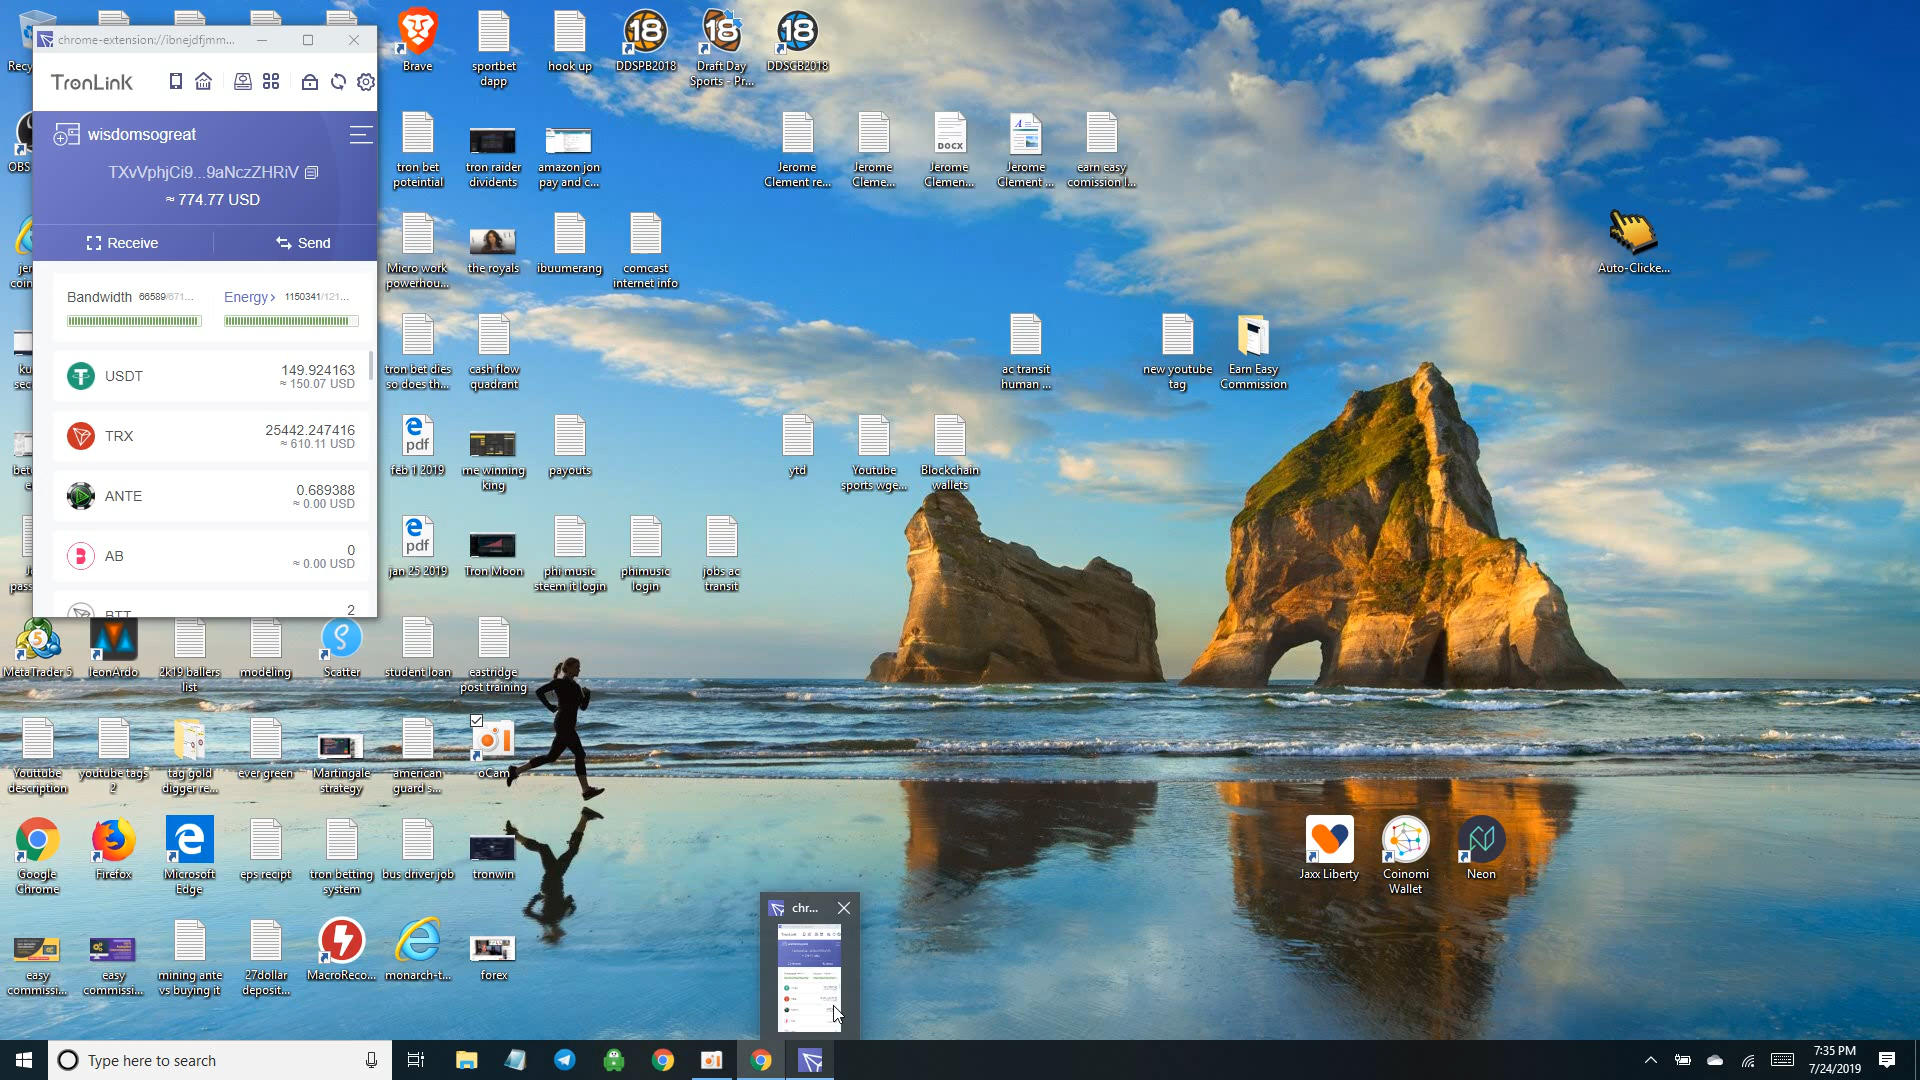 chrome-extension://ibnejdfjmm...
TronLink
wisdomsogreat
TXvVphjCi9...9aNczZHRiV
≈ 774.77 USD
Receive
Send
Bandwidth 66589/671...
Energy> 1150341/121...
USDT
149.924163
≈ 150.07 USD
TRX
25442.247416
≈ 610.11 USD
ANTE
0.689388
≈ 0.00 USD
AB
0
≈ 0.00 USD
BTT
2
Brave
sportbet
dapp
hook up
DDSPB2018
Draft Day
Sports - Pr...
DDSCB2018
tron bet
poteintial
tron raider
dividents
amazon jon
pay and c...
Jerome
Clement re...
Jerome
Cleme...
Jerome
Clemen...
Jerome
Clement ...
earn easy
comission l...
Micro work
powerhou...
the royals
ibuumerang
comcast
internet info
Auto-Clicke...
tron bet dies
so does th...
cash flow
quadrant
ac transit
human ...
new youtube
tag
Earn Easy
Commission
feb 1 2019
me winning
king
payouts
ytd
Youtube
sports wge...
Blockchain
wallets
jan 25 2019
Tron Moon
phi music
steem it login
phimusic
login
jobs ac
transit
MetaTrader 5
leonArdo
2k19 ballers
list
modeling
Scatter
student loan
eastridge
post training
Youttube
description
youtube tags
2
tag gold
digger re...
ever green
Martingale
strategy
american
guard s...
oCam
Google
Chrome
Firefox
Microsoft
Edge
eps recipt
tron betting
system
bus driver job
tronwin
Jaxx Liberty
Coinomi
Wallet
Neon
easy
commissi...
easy
commissi...
mining ante
vs buying it
27dollar
deposit...
MacroReco...
monarch-t...
forex
chr...
Type here to search
7:35 PM
7/24/2019